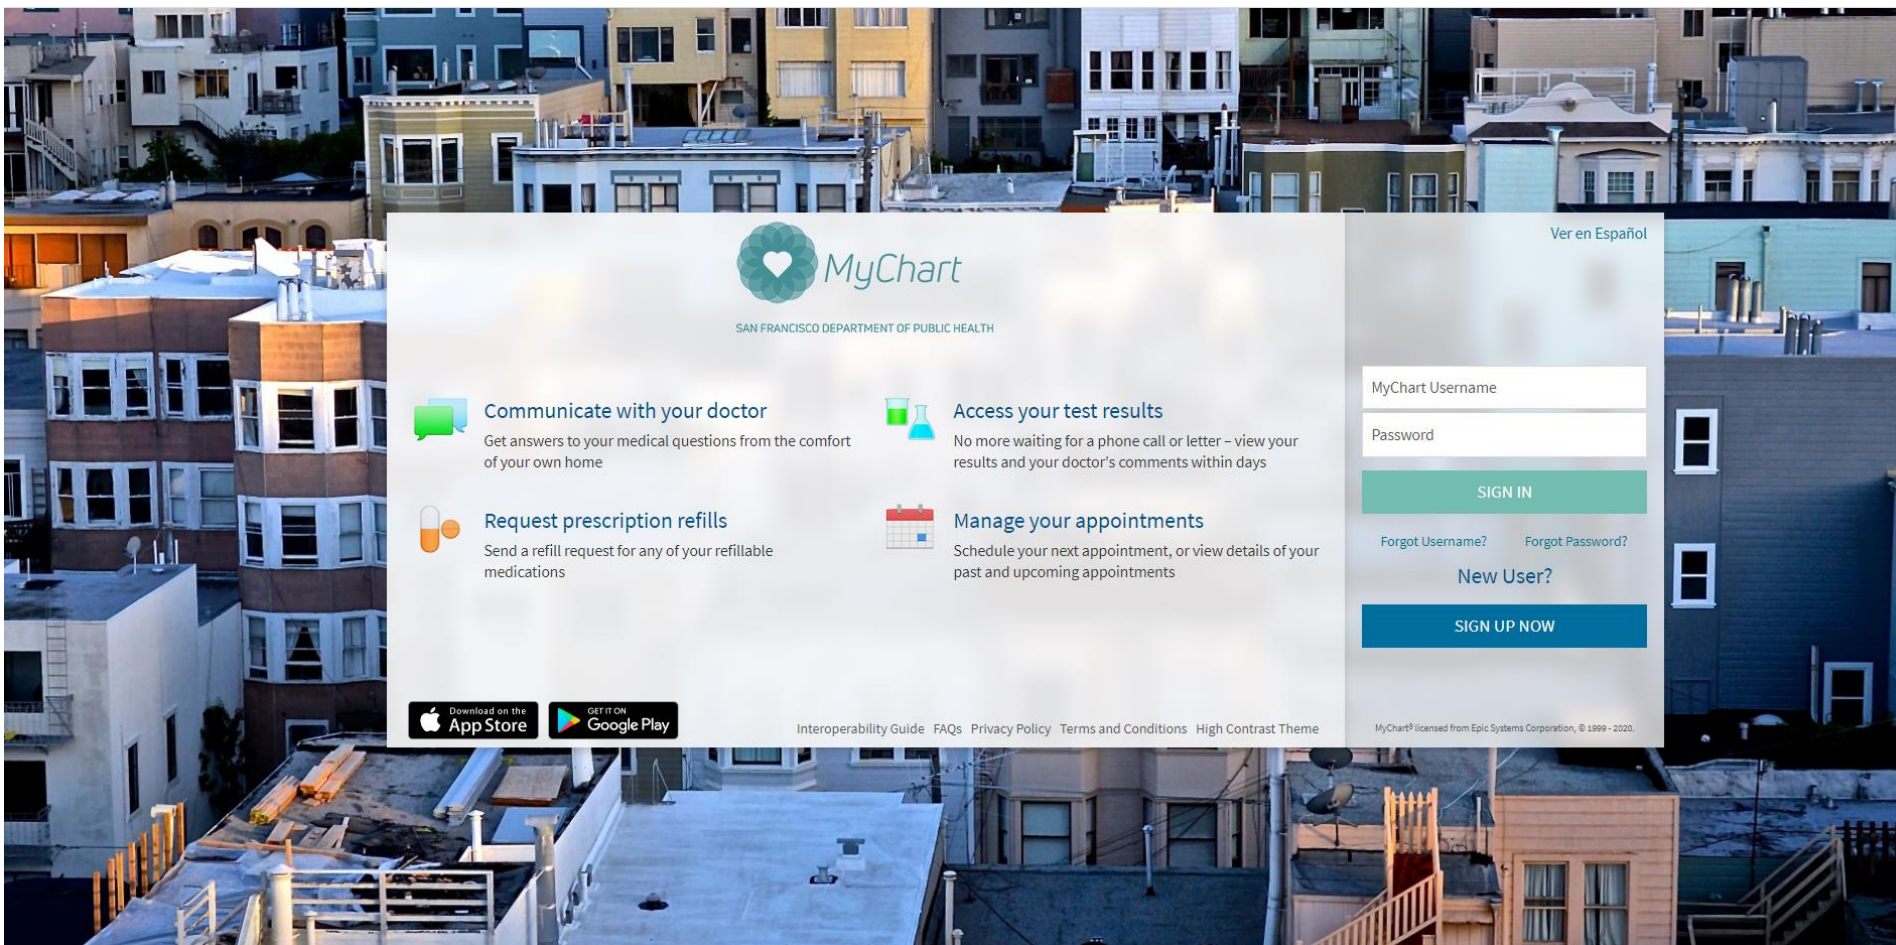 MyChart
SAN FRANCISCO DEPARTMENT OF PUBLIC HEALTH
Communicate with your doctor
Get answers to your medical questions from the comfort
of your own home
Access your test results
No more waiting for a phone call or letter – view your
results and your doctor's comments within days
Request prescription refills
Send a refill request for any of your refillable
medications
Manage your appointments
Schedule your next appointment, or view details of your
past and upcoming appointments
Download on the
App Store
GET IT ON
Google Play
Interoperability Guide FAQs Privacy Policy Terms and Conditions High Contrast Theme
Ver en Español
MyChart Username
Password
SIGN IN
Forgot Username? Forgot Password?
New User?
SIGN UP NOW
MyChart® licensed from Epic Systems Corporation, © 1999 - 2020.